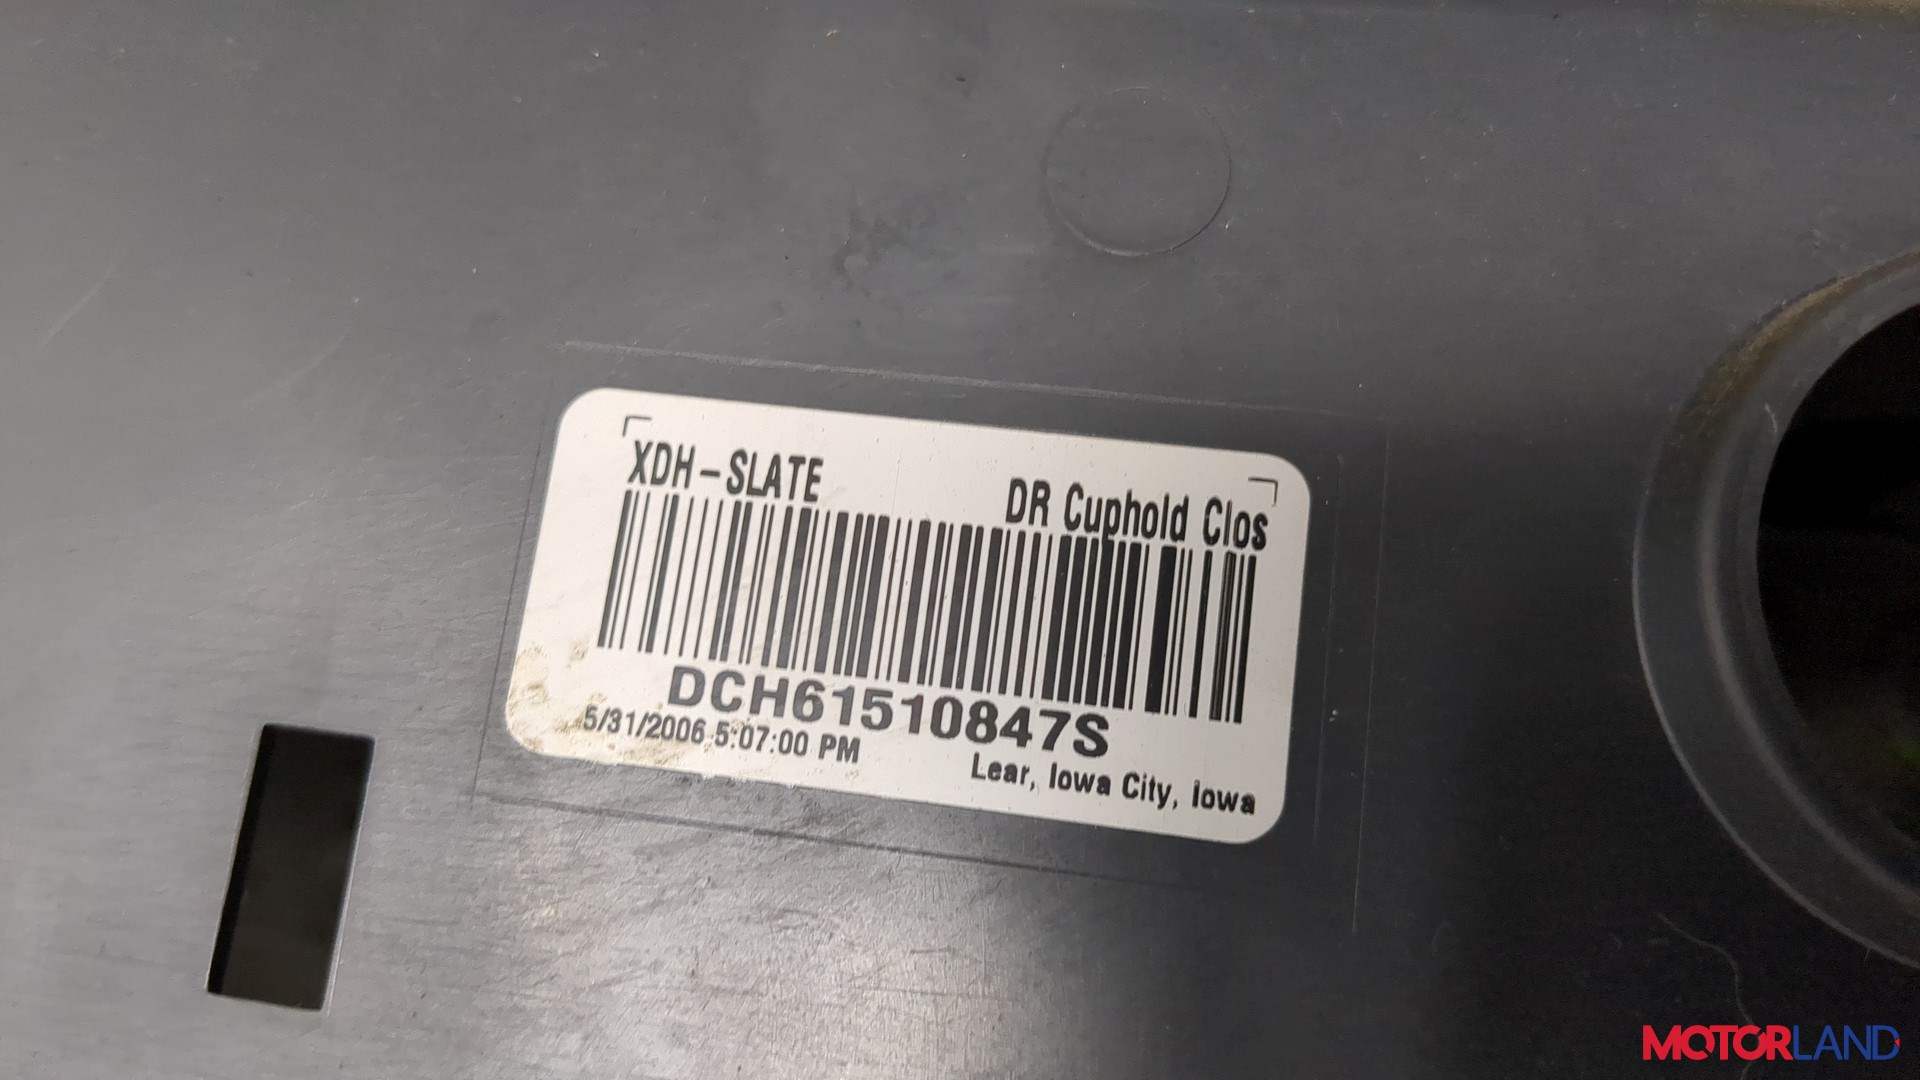 XDH-SLATE
DR Cuphold Clos
DCH61510847S
5/31/2006 5:07:00 PM
Lear, Iowa City, Iowa
MOTORLAND